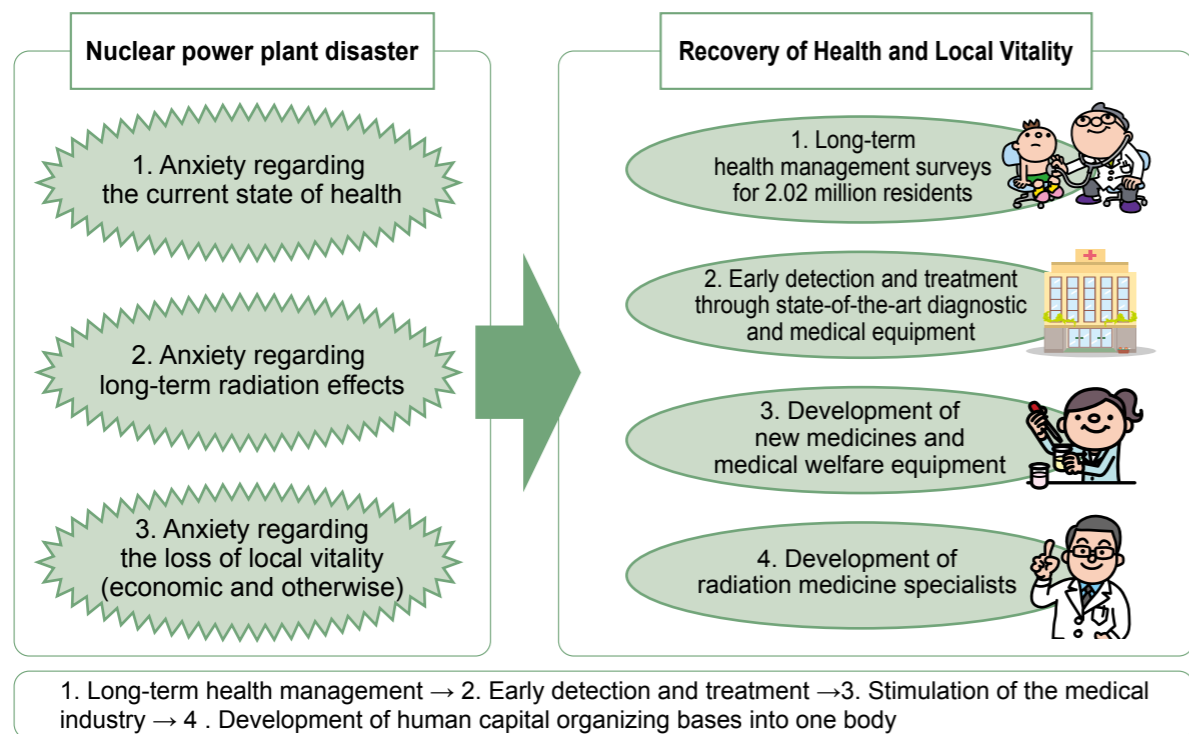 Nuclear power plant disaster
1. Anxiety regarding
the current state of health
2. Anxiety regarding
long-term radiation effects
3. Anxiety regarding
the loss of local vitality
(economic and otherwise)
Recovery of Health and Local Vitality
1. Long-term
health management surveys
for 2.02 million residents
2. Early detection and treatment
through state-of-the-art diagnostic
and medical equipment
3. Development of
new medicines and
medical welfare equipment
4. Development of
radiation medicine specialists
1. Long-term health management → 2. Early detection and treatment →3. Stimulation of the medical
industry → 4 . Development of human capital organizing bases into one body